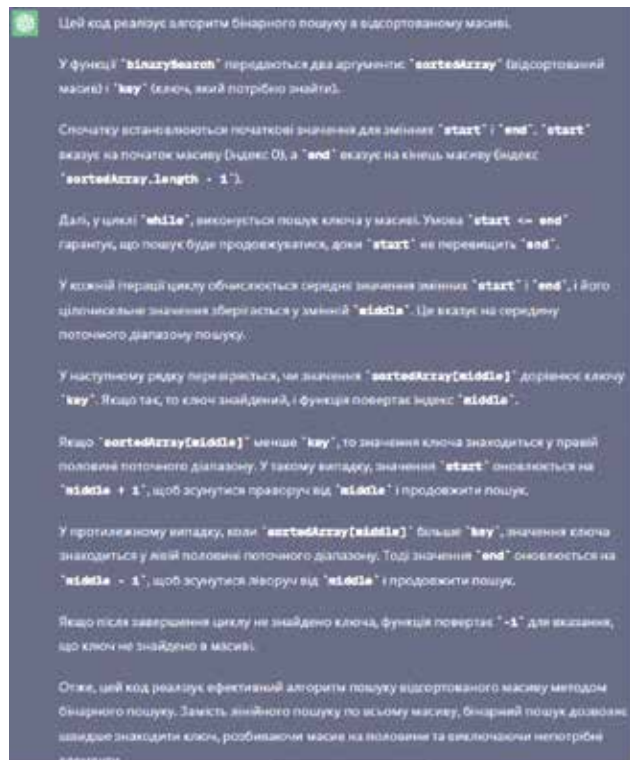 Цей код реалізує алгоритм бінарного пошуку в відсортованому масиві.
У функції `binarySearch` передаються два аргументи: `sortedArray` (відсортований
масив) і `key` (ключ, який потрібно знайти).
Спочатку встановлюються початкові значення для змінних `start` і `end`. `start`
вказує на початок масиву (індекс 0), а `end` вказує на кінець масиву (індекс
`sortedArray.length - 1`).
Далі, у циклі `while`, виконується пошук ключа у масиві. Умова `start <= end`
гарантує, що пошук буде продовжуватися, доки `start` не перевищить `end`.
У кожній ітерації циклу обчислюється середнє значення змінних `start` і `end`, і його
цілочисельне значення зберігається у змінній `middle`. Це вказує на середину
поточного діапазону пошуку.
У наступному рядку перевіряється, чи значення `sortedArray[middle]` дорівнює ключу
`key`. Якщо так, то ключ знайдений, і функція повертає індекс `middle`.
Якщо `sortedArray[middle]` менше `key`, то значення ключа знаходиться у правій
половині поточного діапазону. У такому випадку, значення `start` оновлюється на
`middle + 1`, щоб зсунутися праворуч від `middle` і продовжити пошук.
У протилежному випадку, коли `sortedArray[middle]` більше `key`, значення ключа
знаходиться у лівій половині поточного діапазону. Тоді значення `end` оновлюється на
`middle - 1`, щоб зсунутися ліворуч від `middle` і продовжити пошук.
Якщо після завершення циклу не знайдено ключа, функція повертає `-1` для вказання,
що ключ не знайдено в масиві.
Отже, цей код реалізує ефективний алгоритм пошуку відсортованого масиву методом
бінарного пошуку. Замість лінійного пошуку по всьому масиву, бінарний пошук дозволяє
швидше знаходити ключ, розбиваючи масив на половини та виключаючи непотрібні